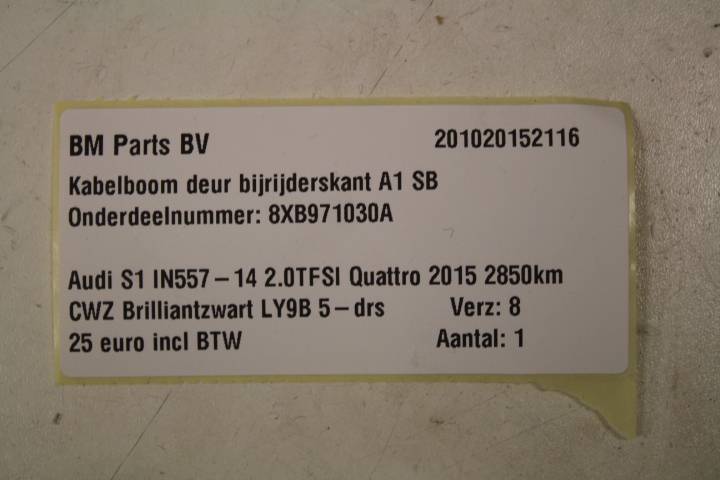 BM Parts BV 201020152116
Kabelboom deur bijrijderskant A1 SB
Onderdeelnummer: 8XB971030A
Audi S1 IN557-14 2.0TFSI Quattro 2015 2850km
CWZ Brilliantzwart LY9B 5-drs Verz: 8
25 euro incl BTW Aantal: 1